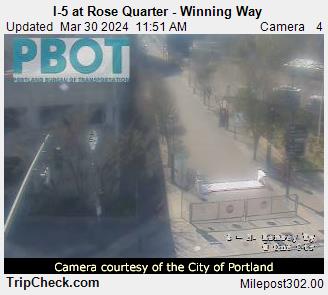 I-5 at Rose Quarter - Winning Way
Updated Mar 30 2024 11:51 AM Camera 4
PBOT
PORTLAND BUREAU OF TRANSPORTATION
Camera courtesy of the City of Portland
TripCheck.com Milepost302.00